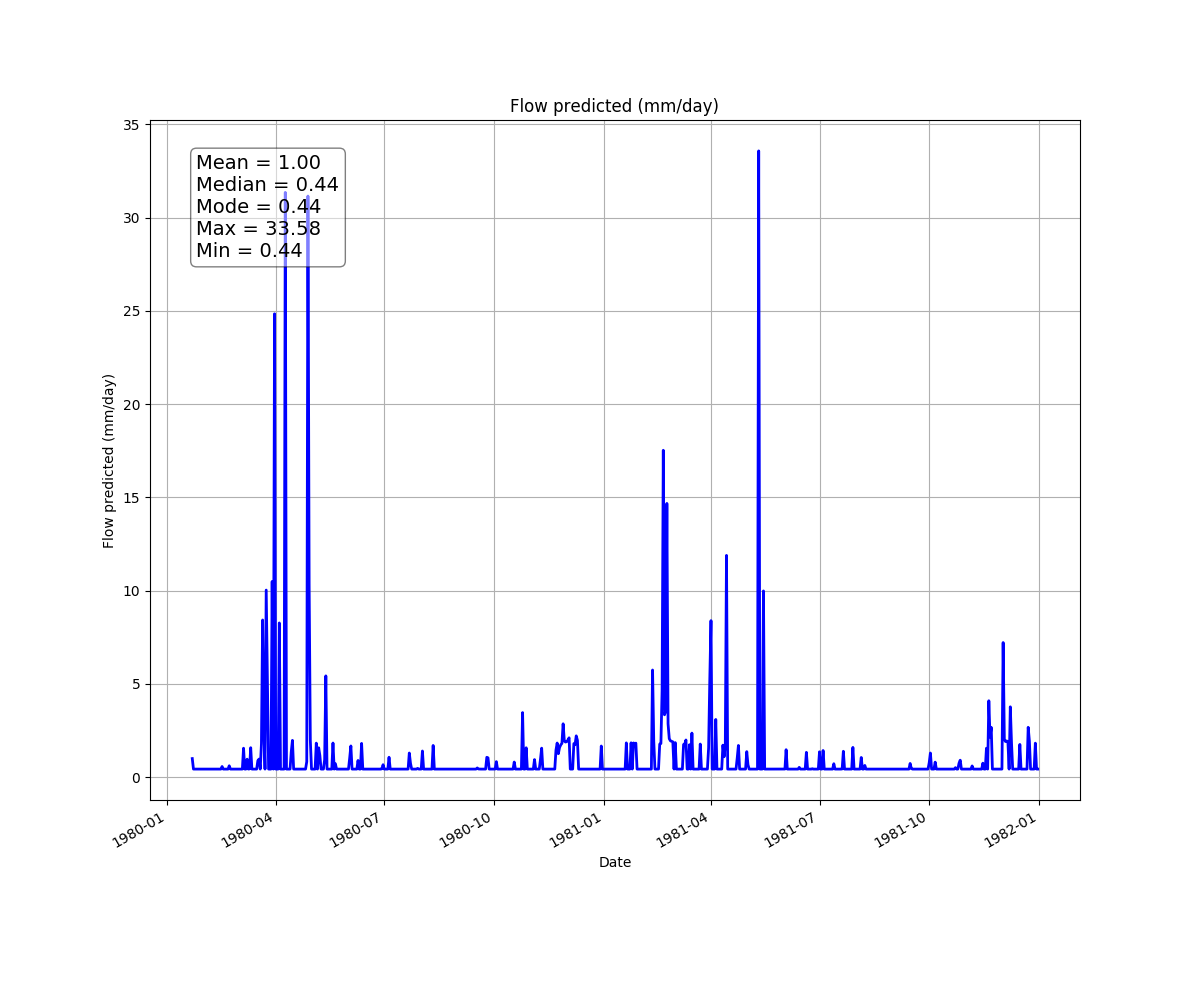 Flow predicted (mm/day)
35
30
25
20
15
10
5
0
Flow predicted (mm/day)
Mean = 1.00
Median = 0.44
Mode = 0.44
Max = 33.58
Min = 0.44
1980-01
1980-04
1980-07
1980-10
1981-01
1981-04
1981-07
1981-10
1982-01
Date